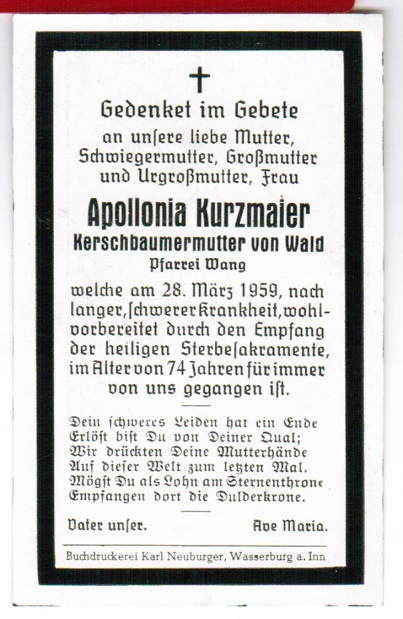 Gedenket im Gebete
an unsere liebe Mutter,
Schwiegermutter, Großmutter
und Urgroßmutter, Frau
Apollonia Kurzmaier
Kerschbaumermutter von Wald
Pfarrei Wang
welche am 28. März 1959, nach
langer, schwerer Krankheit, wohl-
vorbereitet durch den Empfang
der heiligen Sterbesakramente,
im Alter von 74 Jahren für immer
von uns gegangen ist.
Dein schweres Leiden hat ein Ende
Erlöst bist Du von Deiner Qual;
Wir drückten Deine Mutterhände
Auf dieser Welt zum letzten Mal.
Mögst Du als Lohn am Sternenthrone
Empfangen dort die Dulderkrone.
Vater unser. Ave Maria.
Buchdruckerei Karl Neuburger, Wasserburg a. Inn